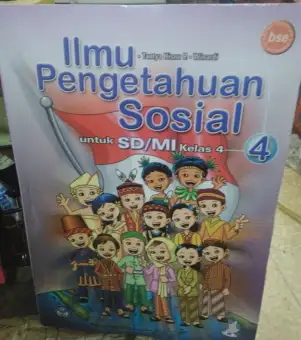 Ilmu
Pengetahuan
Sosial
untuk SD/MI Kelas 4
4
bse